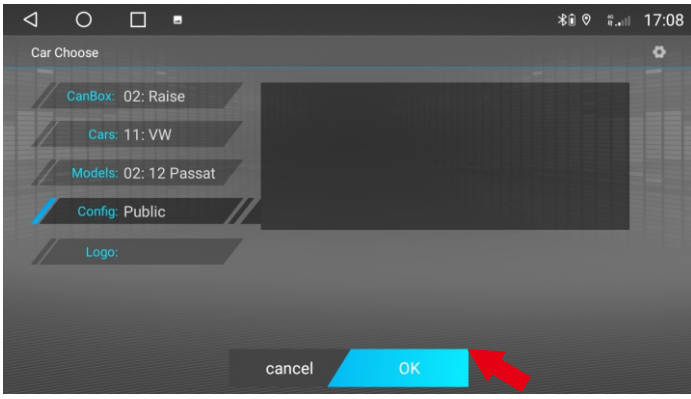 17:08
Car Choose
CanBox: 02: Raise
Cars: 11: VW
Models: 02: 12 Passat
Config: Public
Logo:
cancel
OK